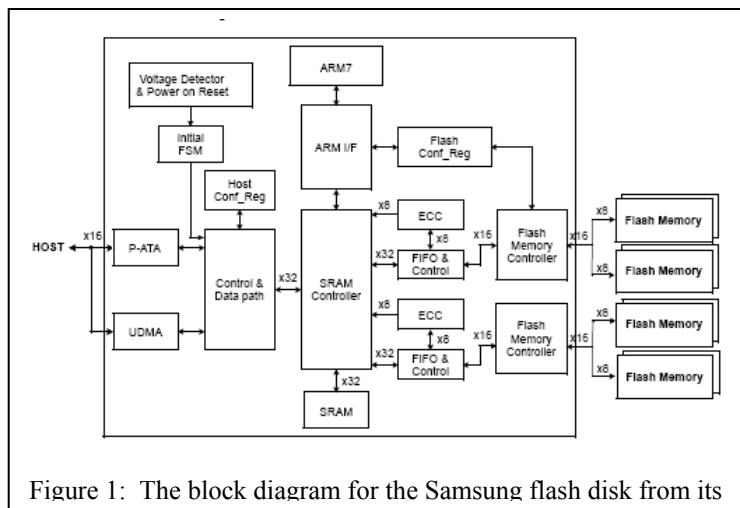 Voltage Detector
& Power on Reset
Initial
FSM
Host
Conf_Reg
x16
HOST
P-ATA
UDMA
Control &
Data path
x32
ARM7
ARM I/F
Flash
Conf_Reg
SRAM
Controller
x8
ECC
x8
x32
FIFO &
Control
x16
Flash
Memory
Controller
x16
x8
Flash Memory
x8
Flash Memory
x8
ECC
x8
x32
FIFO &
Control
x16
Flash
Memory
Controller
x16
x8
Flash Memory
x8
Flash Memory
x32
SRAM
Figure 1: The block diagram for the Samsung flash disk from its